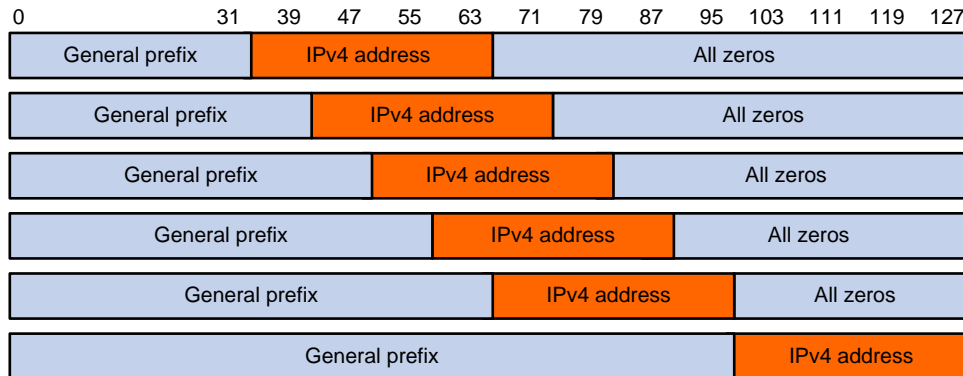 0 31 39 47 55 63 71 79 87 95 103 111 119 127
General prefix IPv4 address All zeros
General prefix IPv4 address All zeros
General prefix IPv4 address All zeros
General prefix IPv4 address All zeros
General prefix IPv4 address All zeros
General prefix IPv4 address